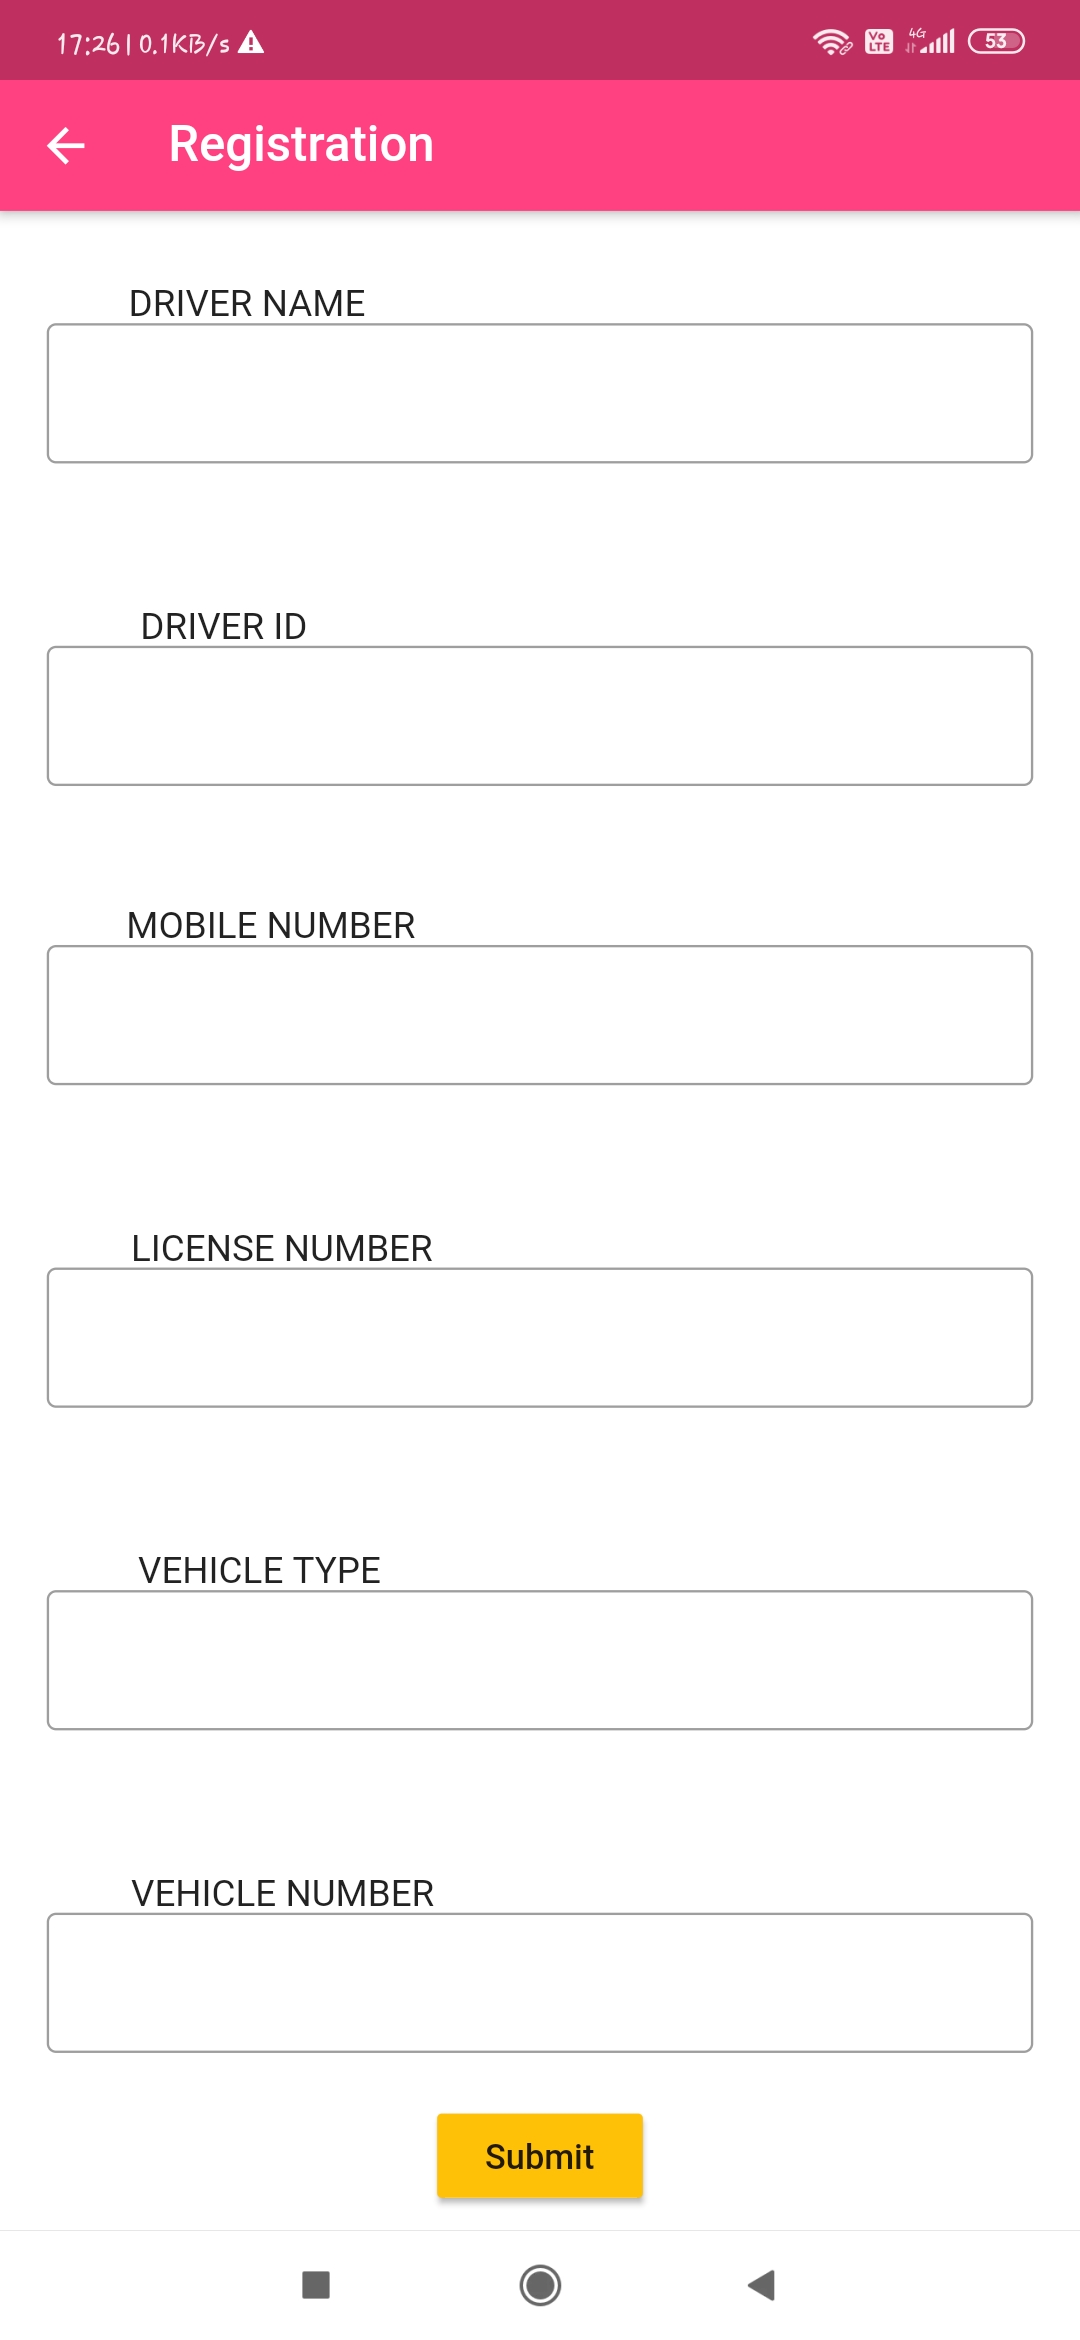 17:26 | 0.1KB/s
Vo LTE 4G 53
Registration
DRIVER NAME
DRIVER ID
MOBILE NUMBER
LICENSE NUMBER
VEHICLE TYPE
VEHICLE NUMBER
Submit